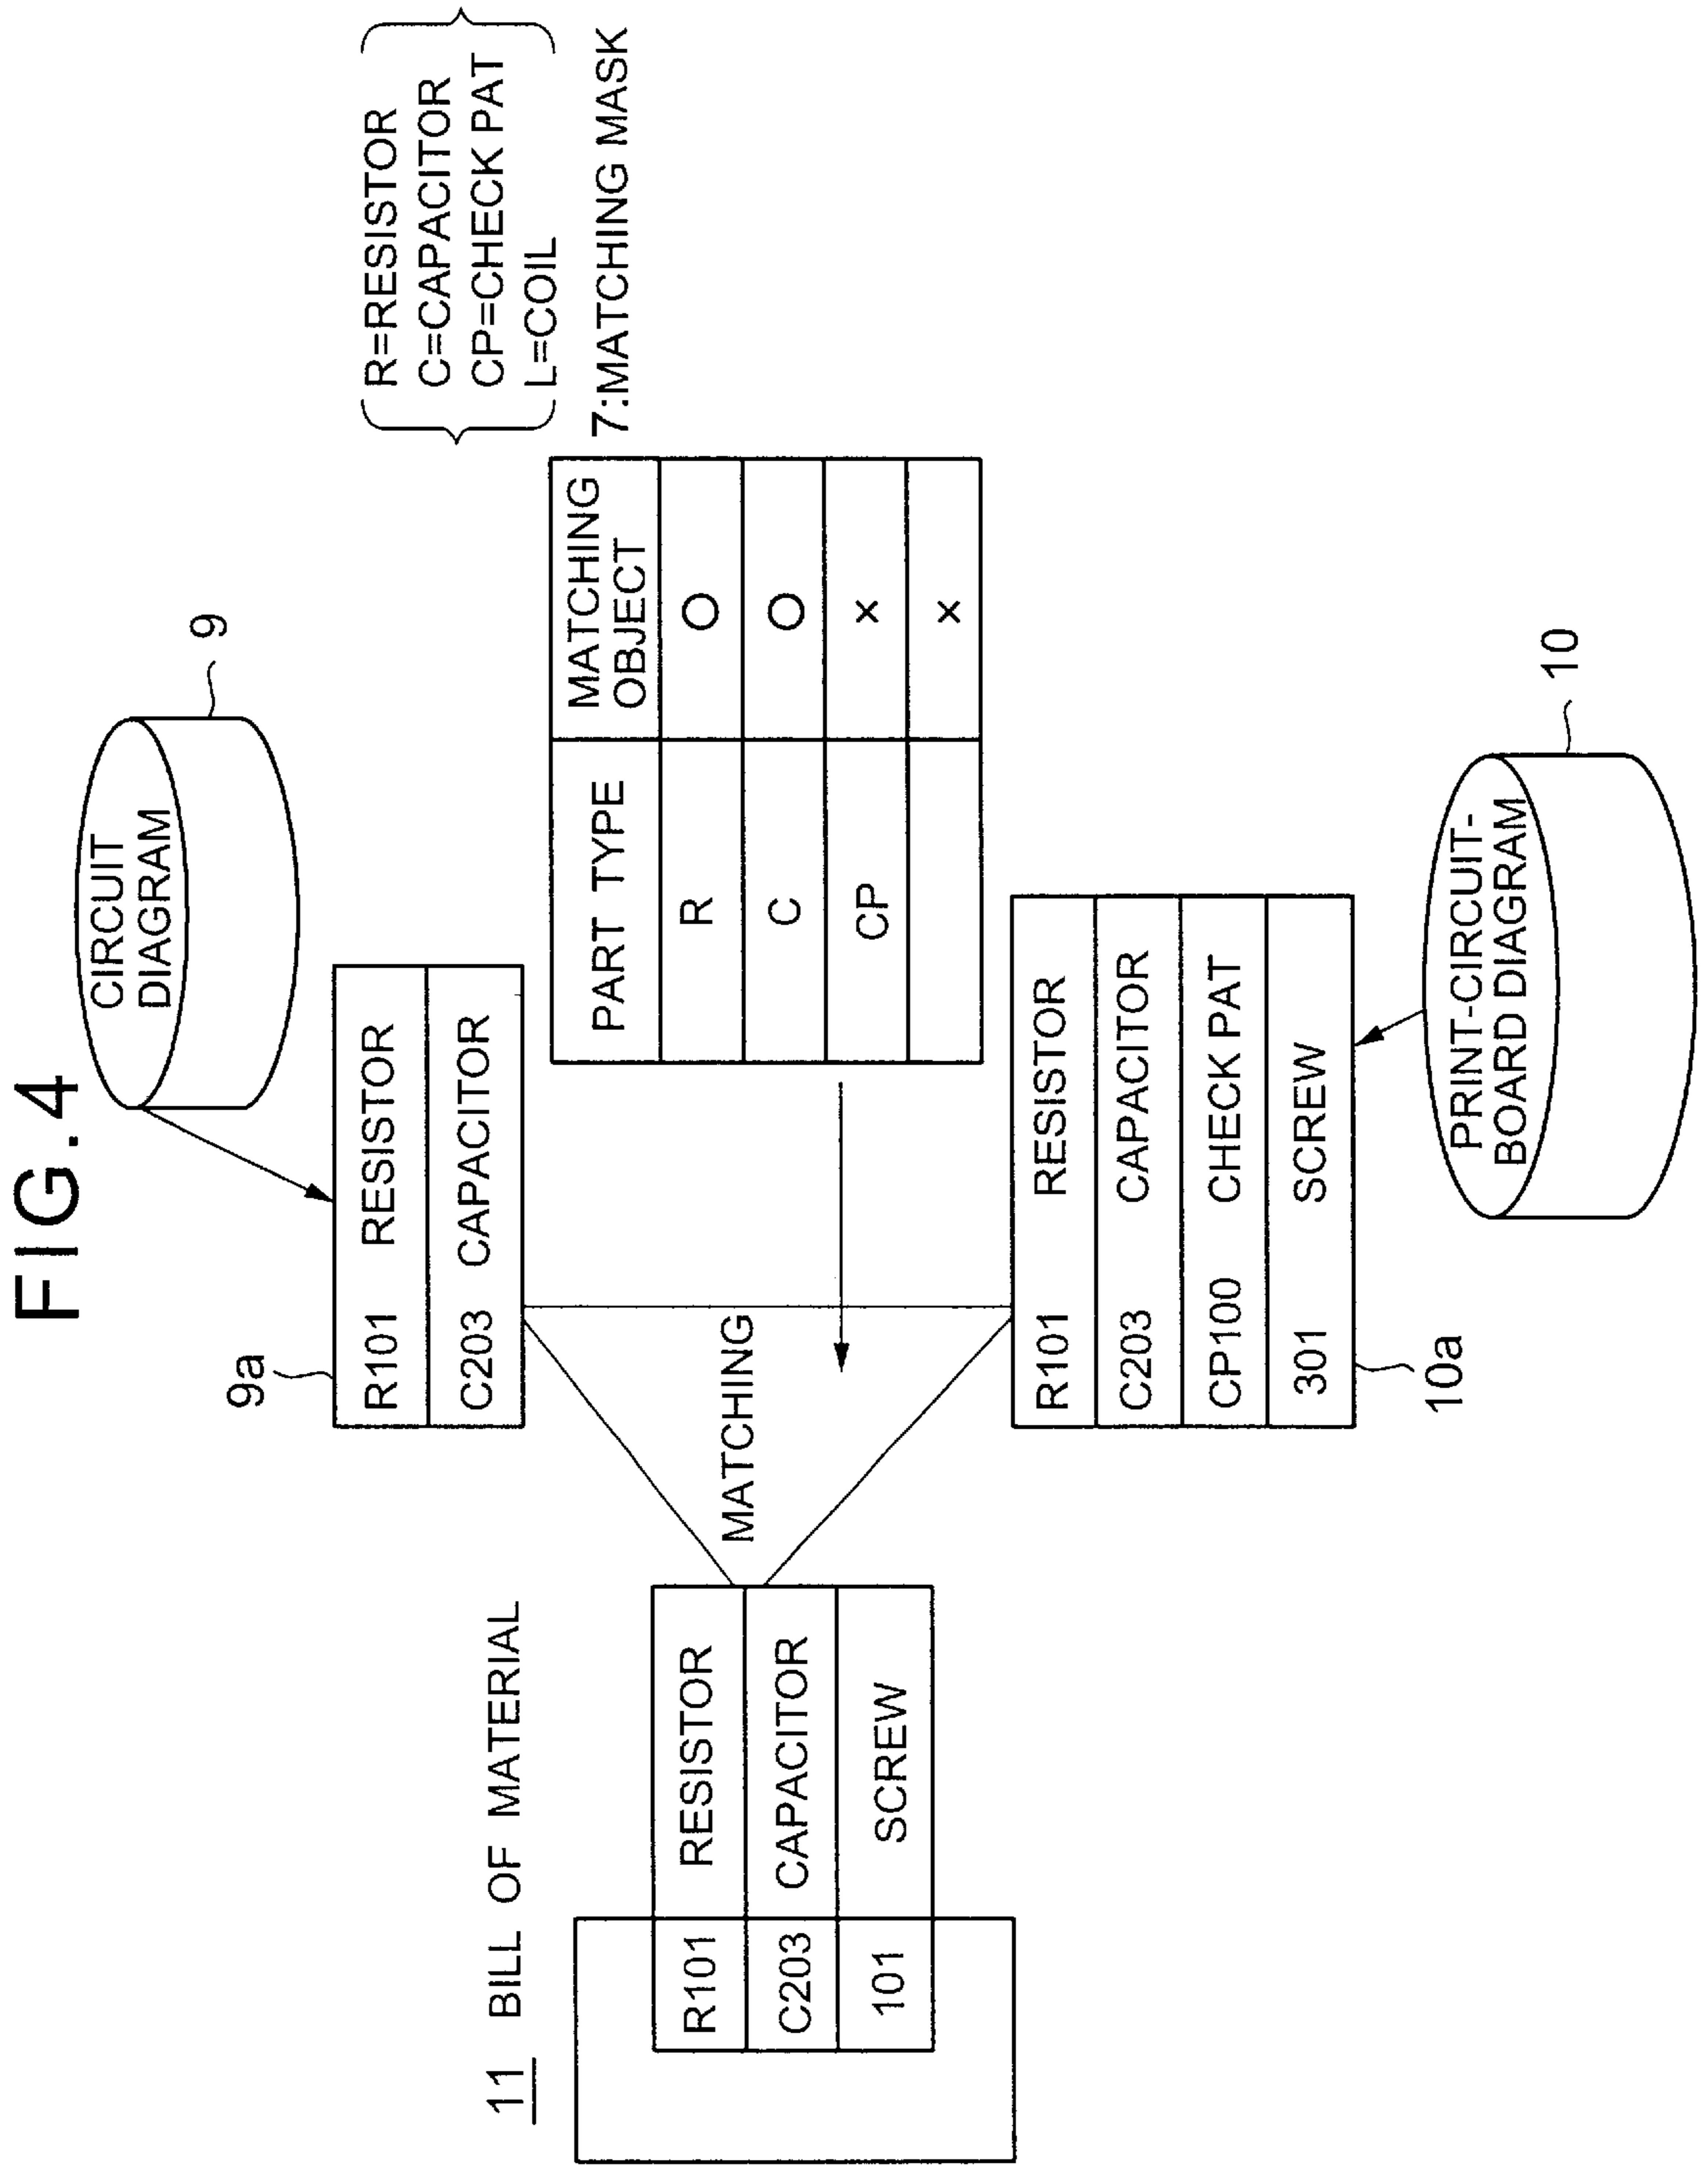 FIG.4
9
CIRCUIT
DIAGRAM
9a
R101 RESISTOR
C203 CAPACITOR
R=RESISTOR
C=CAPACITOR
CP=CHECK PAT
L=COIL
7:MATCHING MASK
PART TYPE MATCHING OBJECT
R O
C O
CP ×
×
11 BILL OF MATERIAL
R101 RESISTOR
C203 CAPACITOR
101 SCREW
MATCHING
R101 RESISTOR
C203 CAPACITOR
CP100 CHECK PAT
301 SCREW
10a
10
PRINT-CIRCUIT-
BOARD DIAGRAM